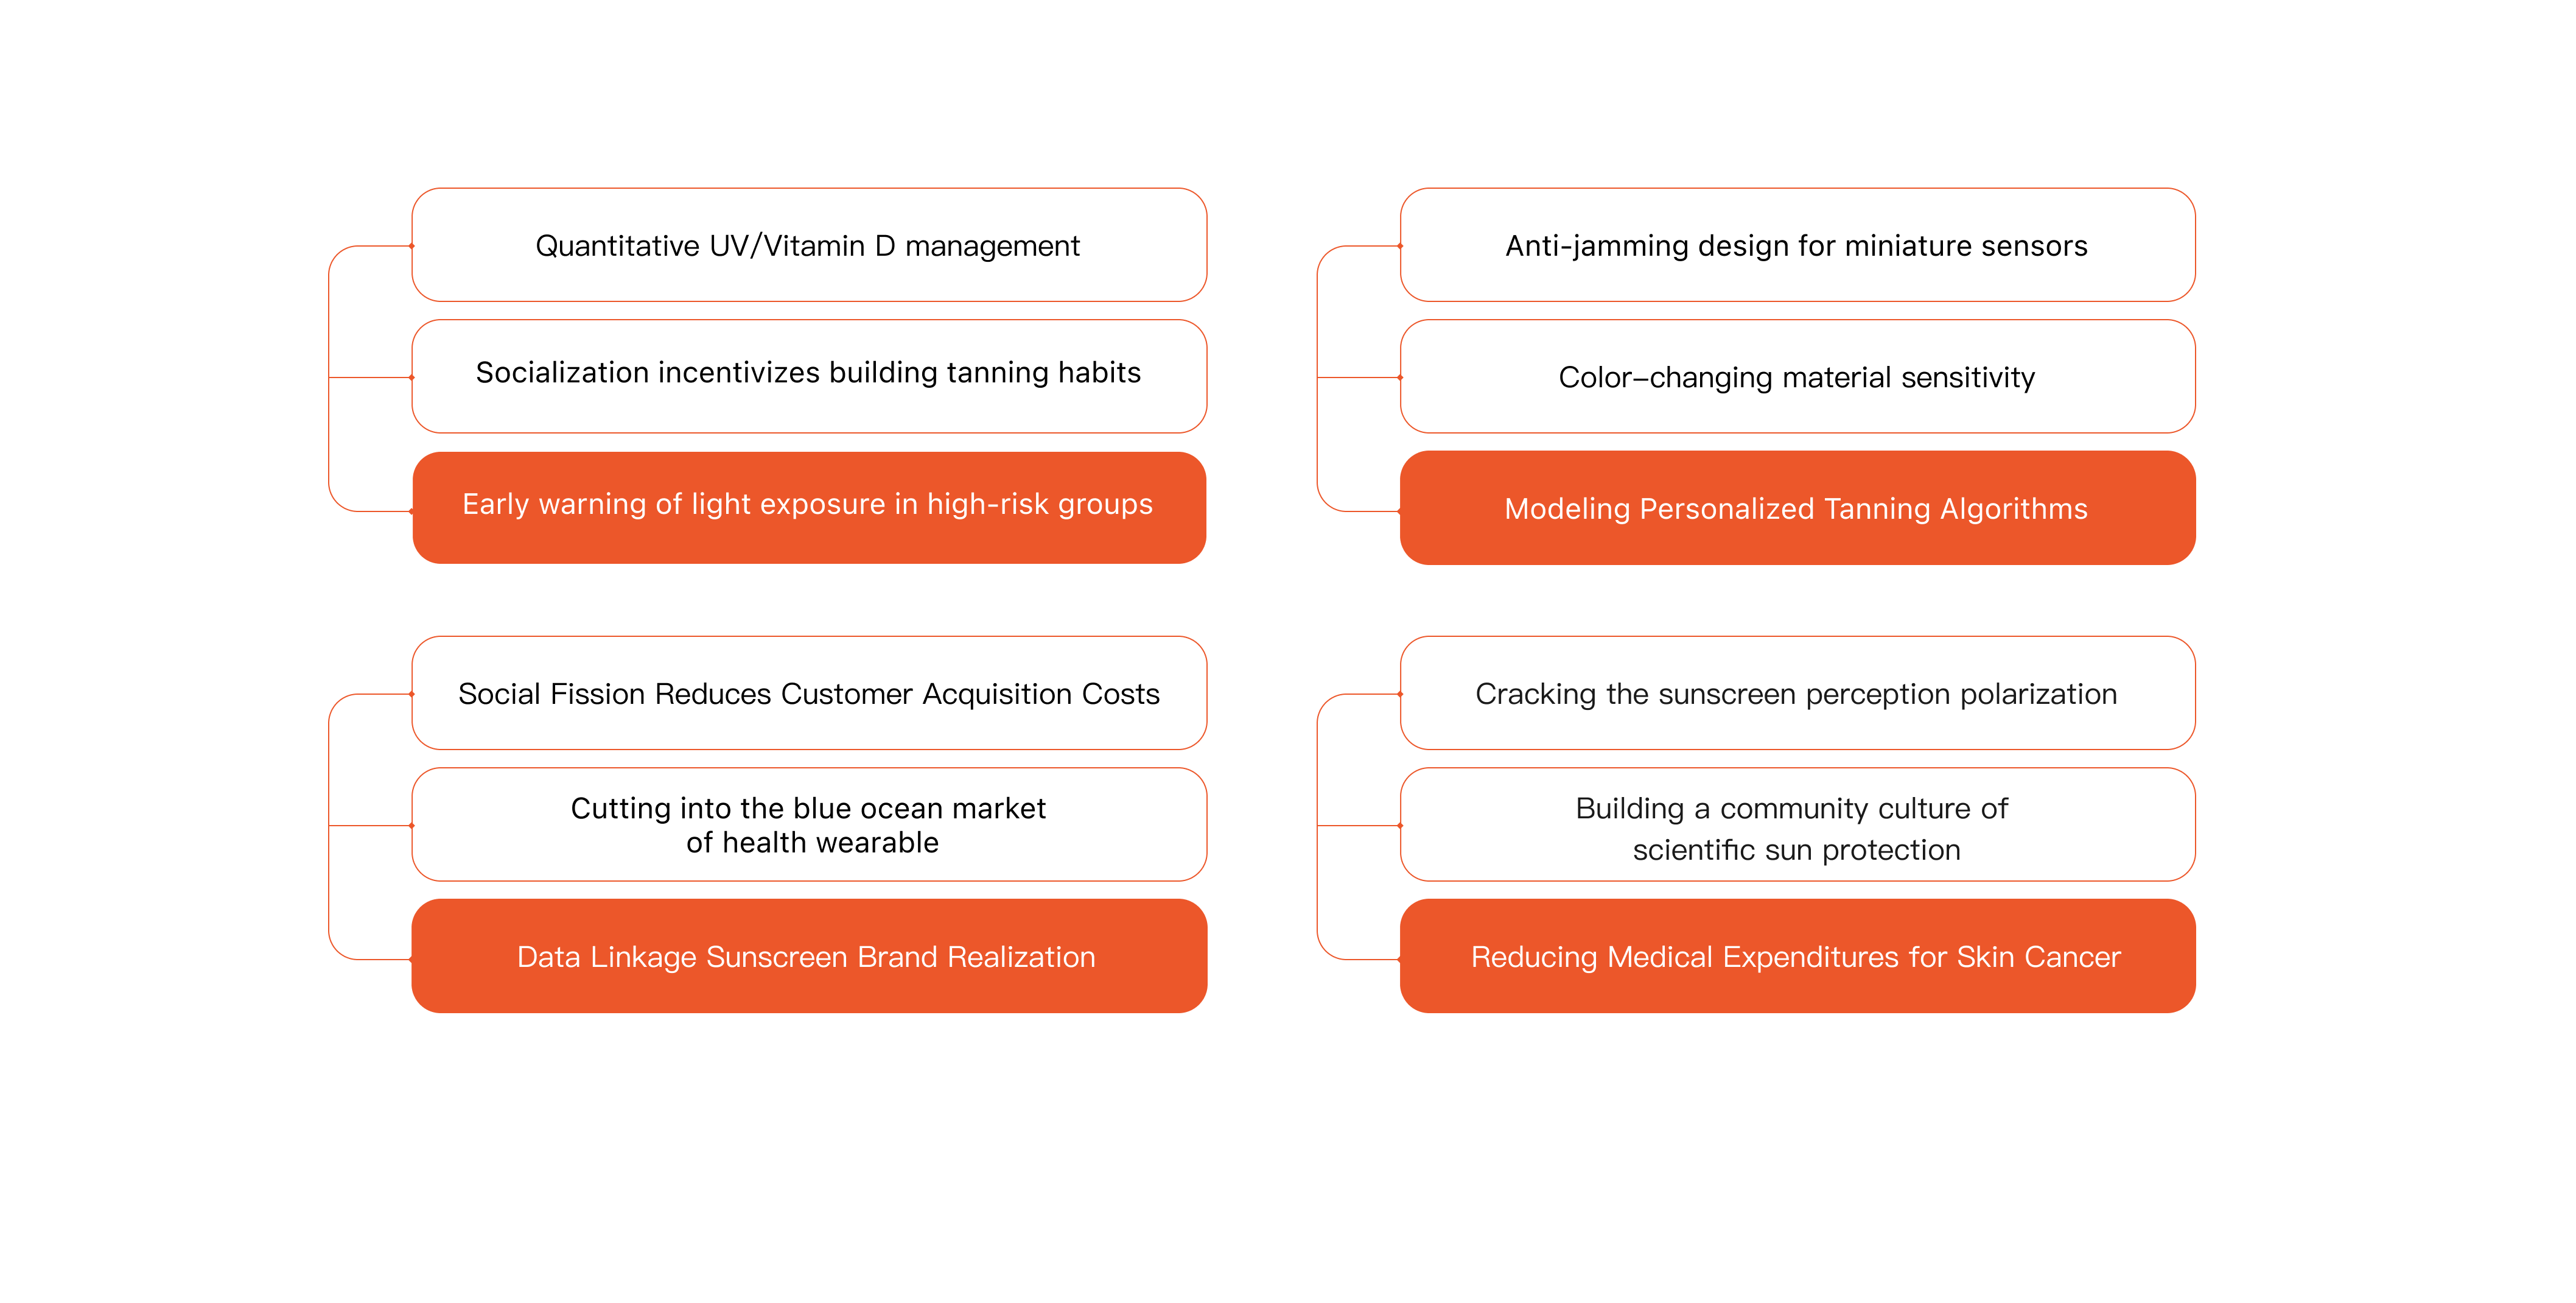 Quantitative UV/Vitamin D management
Socialization incentivizes building tanning habits
Early warning of light exposure in high-risk groups
Anti-jamming design for miniature sensors
Color–changing material sensitivity
Modeling Personalized Tanning Algorithms
Social Fission Reduces Customer Acquisition Costs
Cutting into the blue ocean market
of health wearable
Data Linkage Sunscreen Brand Realization
Cracking the sunscreen perception polarization
Building a community culture of
scientific sun protection
Reducing Medical Expenditures for Skin Cancer